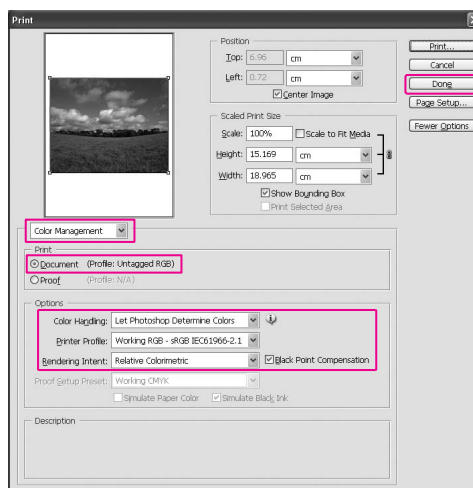 Print
Position
Top: 6.96 cm
Left: 0.72 cm
Center Image
Scaled Print Size
Scale: 100% Scale to Fit Media
Height: 15.169 cm
Width: 18.965 cm
Show Bounding Box
Print Selected Area
Print...
Cancel
Done
Page Setup...
Fewer Options
Color Management
Print
Document (Profile: Untagged RGB)
Proof (Profile: N/A)
Options
Color Handling: Let Photoshop Determine Colors
Printer Profile: Working RGB - sRGB IEC61966-2.1
Rendering Intent: Relative Colorimetric Black Point Compensation
Proof Setup Preset: Working CMYK
Simulate Paper Color Simulate Black Ink
Description